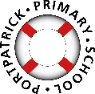 PORTPATRICK • PRIMARY • SCHOOL •